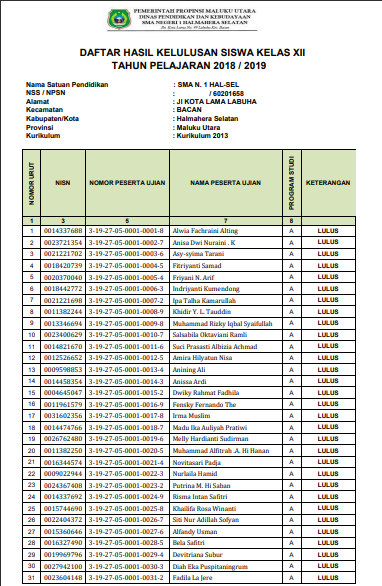 PEMERINTAH PROPINSI MALUKU UTARA
DINAS PENDIDIKAN DAN KEBUDAYAAN
SMA NEGERI 1 HALMAHERA SELATAN
DAFTAR HASIL KELULUSAN SISWA KELAS XII
TAHUN PELAJARAN 2018 / 2019
Nama Satuan Pendidikan : SMA N. 1 HAL-SEL
NSS / NPSN : / 60201658
Alamat : Jl KOTA LAMA LABUHA
Kecamatan : BACAN
Kabupaten/Kota : Halmahera Selatan
Provinsi : Maluku Utara
Kurikulum : Kurikulum 2013
NOMOR URUT NISN NOMOR PESERTA UJIAN NAMA PESERTA UJIAN PROGRAM STUDI KETERANGAN
1 3 5 7 8
1 0014337688 3-19-27-05-0001-0001-8 Alwia Fachraini Alting A LULUS
2 0023721354 3-19-27-05-0001-0002-7 Anisa Dwi Nuraini . K A LULUS
3 0021221702 3-19-27-05-0001-0003-6 Asy-syima Tarani A LULUS
4 0018420739 3-19-27-05-0001-0004-5 Fitriyanti Samad A LULUS
5 0020370040 3-19-27-05-0001-0005-4 Friyani N. Arif A LULUS
6 0018442772 3-19-27-05-0001-0006-3 Indriyanti Kumendong A LULUS
7 0021221698 3-19-27-05-0001-0007-2 Ipa Talha Kamarullah A LULUS
8 0011382244 3-19-27-05-0001-0008-9 Khidir Y. L. Tauddin A LULUS
9 0013346694 3-19-27-05-0001-0009-8 Muhammad Rizky Iqbal Syaifullah A LULUS
10 0023400629 3-19-27-05-0001-0010-7 Salsabila Oktaviani Ramli A LULUS
11 0014821670 3-19-27-05-0001-0011-6 Suci Prasasti Albizia Achmad A LULUS
12 0012526652 3-19-27-05-0001-0012-5 Amira Hilyatun Nisa A LULUS
13 0009598853 3-19-27-05-0001-0013-4 Anining Ali A LULUS
14 0014458354 3-19-27-05-0001-0014-3 Anissa Ardi A LULUS
15 0004645047 3-19-27-05-0001-0015-2 Dwiky Rahmat Fadhila A LULUS
16 0011961579 3-19-27-05-0001-0016-9 Fensky Fernando The A LULUS
17 0031602356 3-19-27-05-0001-0017-8 Irma Muslim A LULUS
18 0014474766 3-19-27-05-0001-0018-7 Madu Ika Auliya Pratiwi A LULUS
19 0026762480 3-19-27-05-0001-0019-6 Melly Hardianti Sudirman A LULUS
20 0011382250 3-19-27-05-0001-0020-5 Muhammad Alfitrah .A. Hi Hanan A LULUS
21 0016344574 3-19-27-05-0001-0021-4 Novitasari Padja A LULUS
22 0009022944 3-19-27-05-0001-0022-3 Nurlaila Hamid A LULUS
23 0024367408 3-19-27-05-0001-0023-2 Putrina M. Hi Saban A LULUS
24 0014337692 3-19-27-05-0001-0024-9 Risma Intan Safitri A LULUS
25 0015744690 3-19-27-05-0001-0025-8 Khailifa Rosa Winanti A LULUS
26 0022404372 3-19-27-05-0001-0026-7 Siti Nur Adillah Sofyan A LULUS
27 0015360646 3-19-27-05-0001-0027-6 Alfandy Usman A LULUS
28 0016327490 3-19-27-05-0001-0028-5 Bela Safitri A LULUS
29 0019969796 3-19-27-05-0001-0029-4 Devitriana Subur A LULUS
30 0027942100 3-19-27-05-0001-0030-3 Diah Eka Puspitaningrum A LULUS
31 0023604148 3-19-27-05-0001-0031-2 Fadila La Jere A LULUS